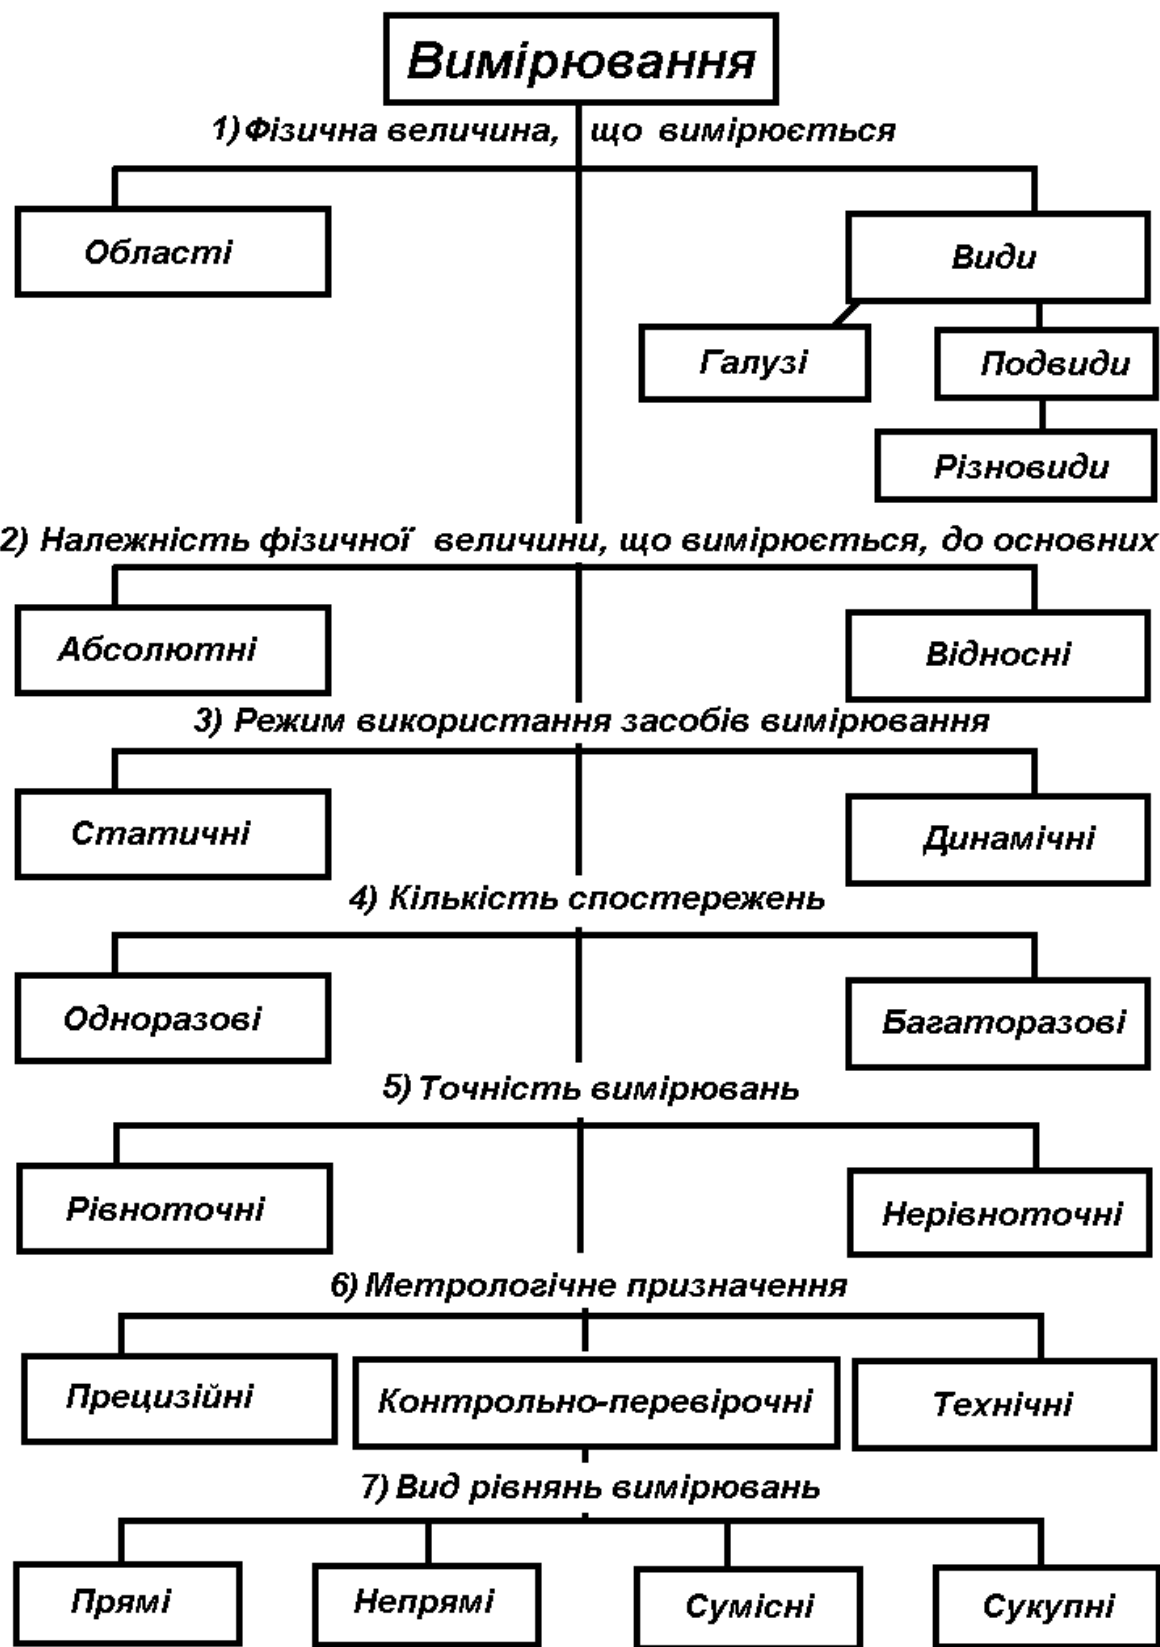 Вимірювання
1) Фізична величина, що вимірюється
Області
Види
Галузі
Подвиди
Різновиди
2) Належність фізичної величини, що вимірюється, до основних
Абсолютні
Відносні
3) Режим використання засобів вимірювання
Статичні
Динамічні
4) Кількість спостережень
Одноразові
Багаторазові
5) Точність вимірювань
Рівноточні
Нерівноточні
6) Метрологічне призначення
Прецизійні
Контрольно-перевірочні
Технічні
7) Вид рівнянь вимірювань
Прямі
Непрямі
Сумісні
Сукупні